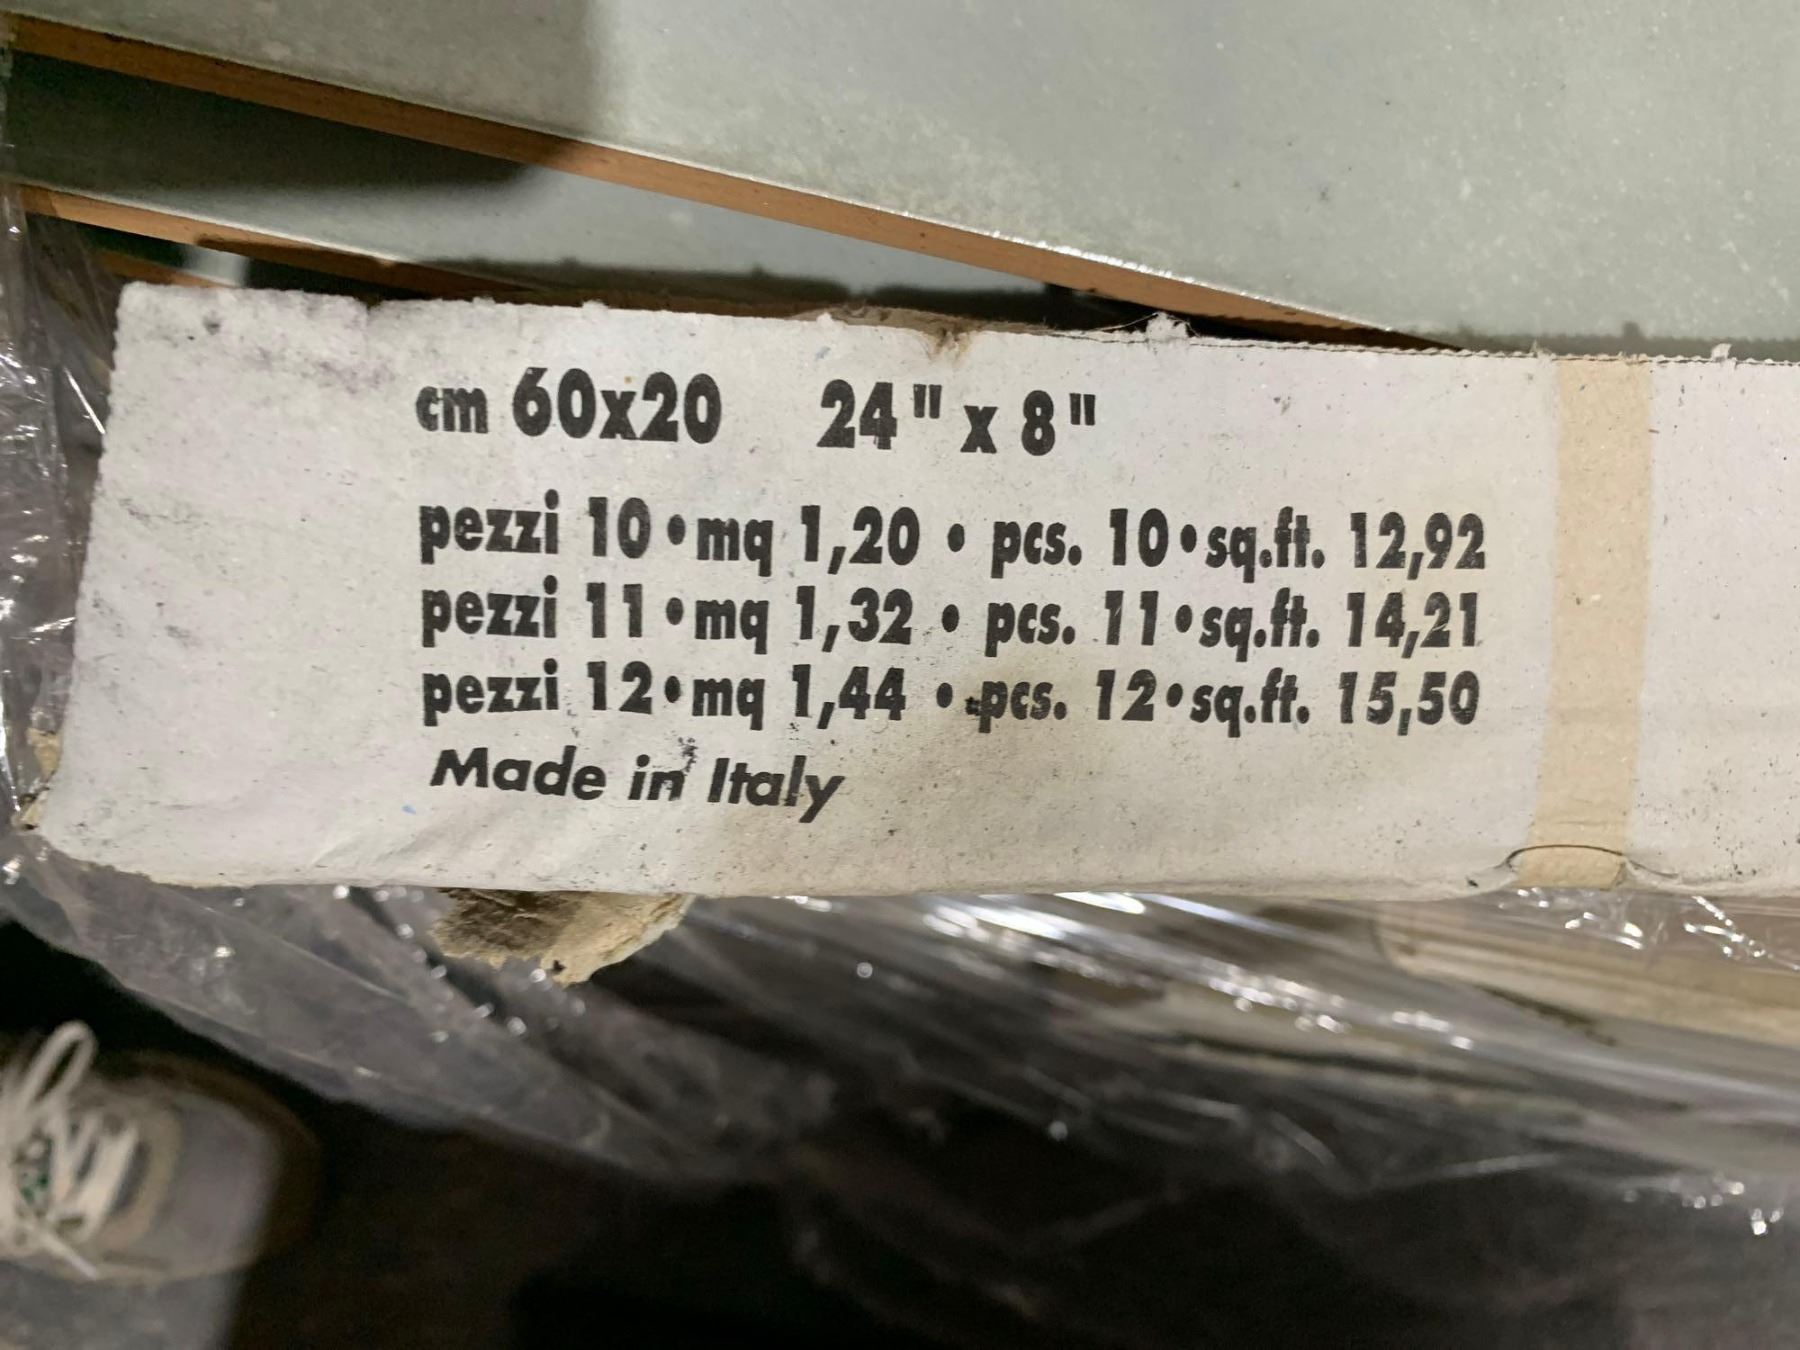 cm 60x20 24" x 8"
pezzi 10 • mq 1,20 • pcs. 10 • sq.ft. 12,92
pezzi 11 • mq 1,32 • pcs. 11 • sq.ft. 14,21
pezzi 12 • mq 1,44 • pcs. 12 • sq.ft. 15,50
Made in Italy